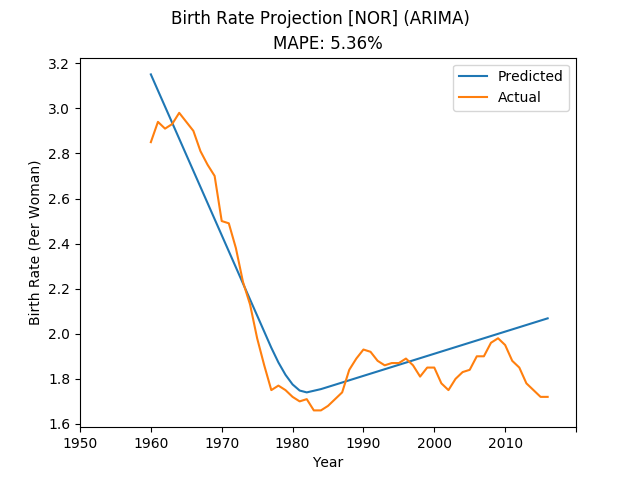 Birth Rate Projection [NOR] (ARIMA)
MAPE: 5.36%
Predicted
Actual
Birth Rate (Per Woman)
3.2
3.0
2.8
2.6
2.4
2.2
2.0
1.8
1.6
1950 1960 1970 1980 1990 2000 2010
Year